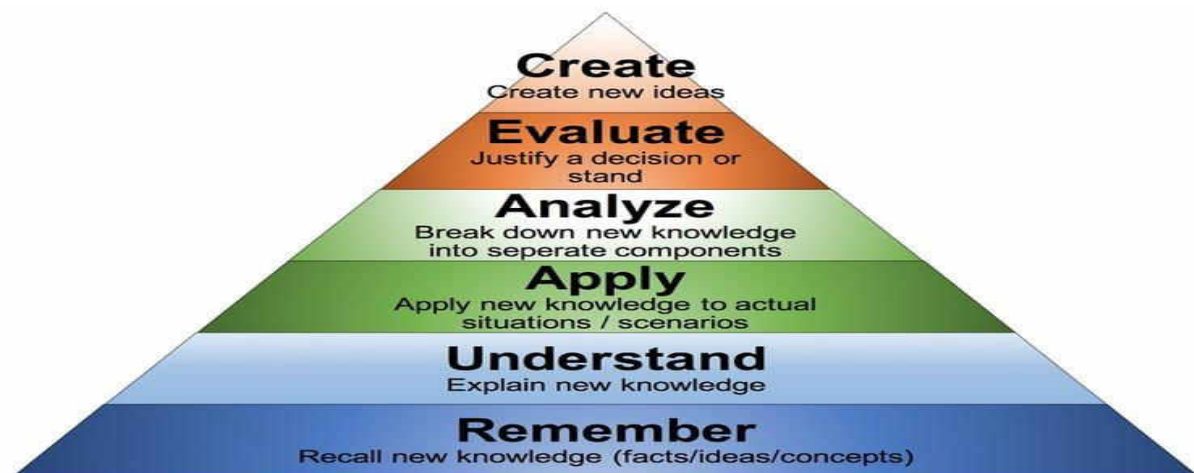 Create
Create new ideas
Evaluate
Justify a decision or
stand
Analyze
Break down new knowledge
into seperate components
Apply
Apply new knowledge to actual
situations / scenarios
Understand
Explain new knowledge
Remember
Recall new knowledge (facts/ideas/concepts)